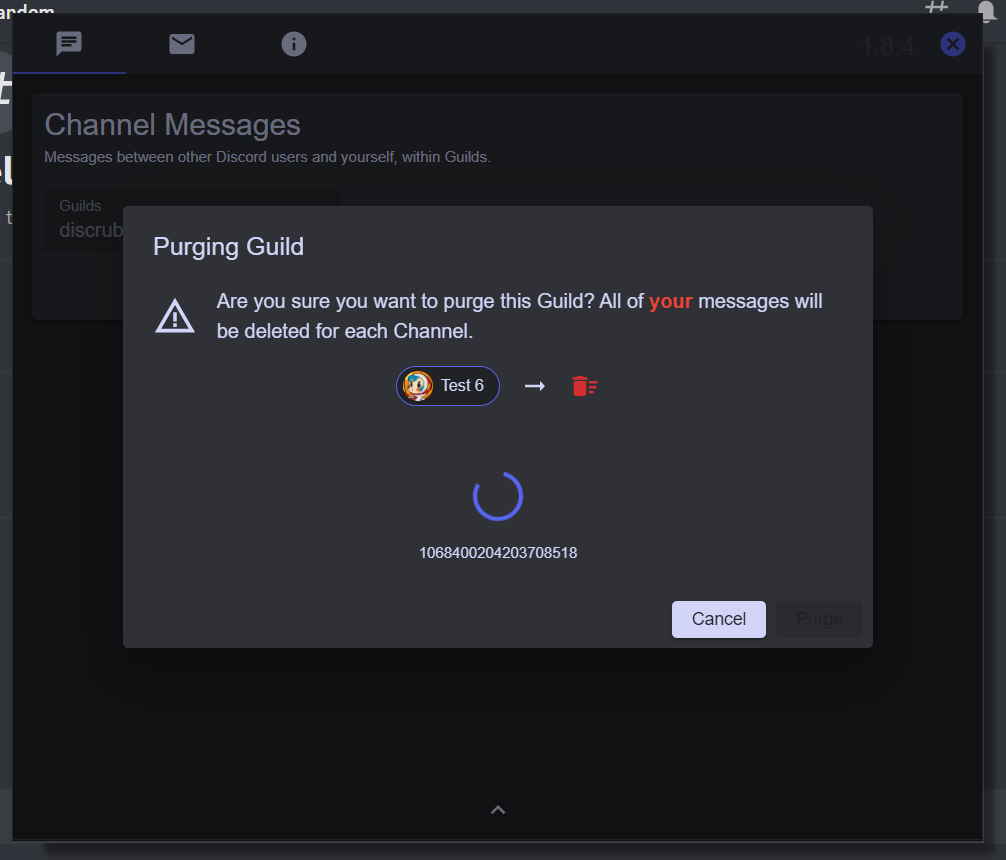 andom
1.8.4
Channel Messages
Messages between other Discord users and yourself, within Guilds.
Guilds
discrub
Purging Guild
Are you sure you want to purge this Guild? All of your messages will
be deleted for each Channel.
Test 6
1068400204203708518
Cancel
Purge